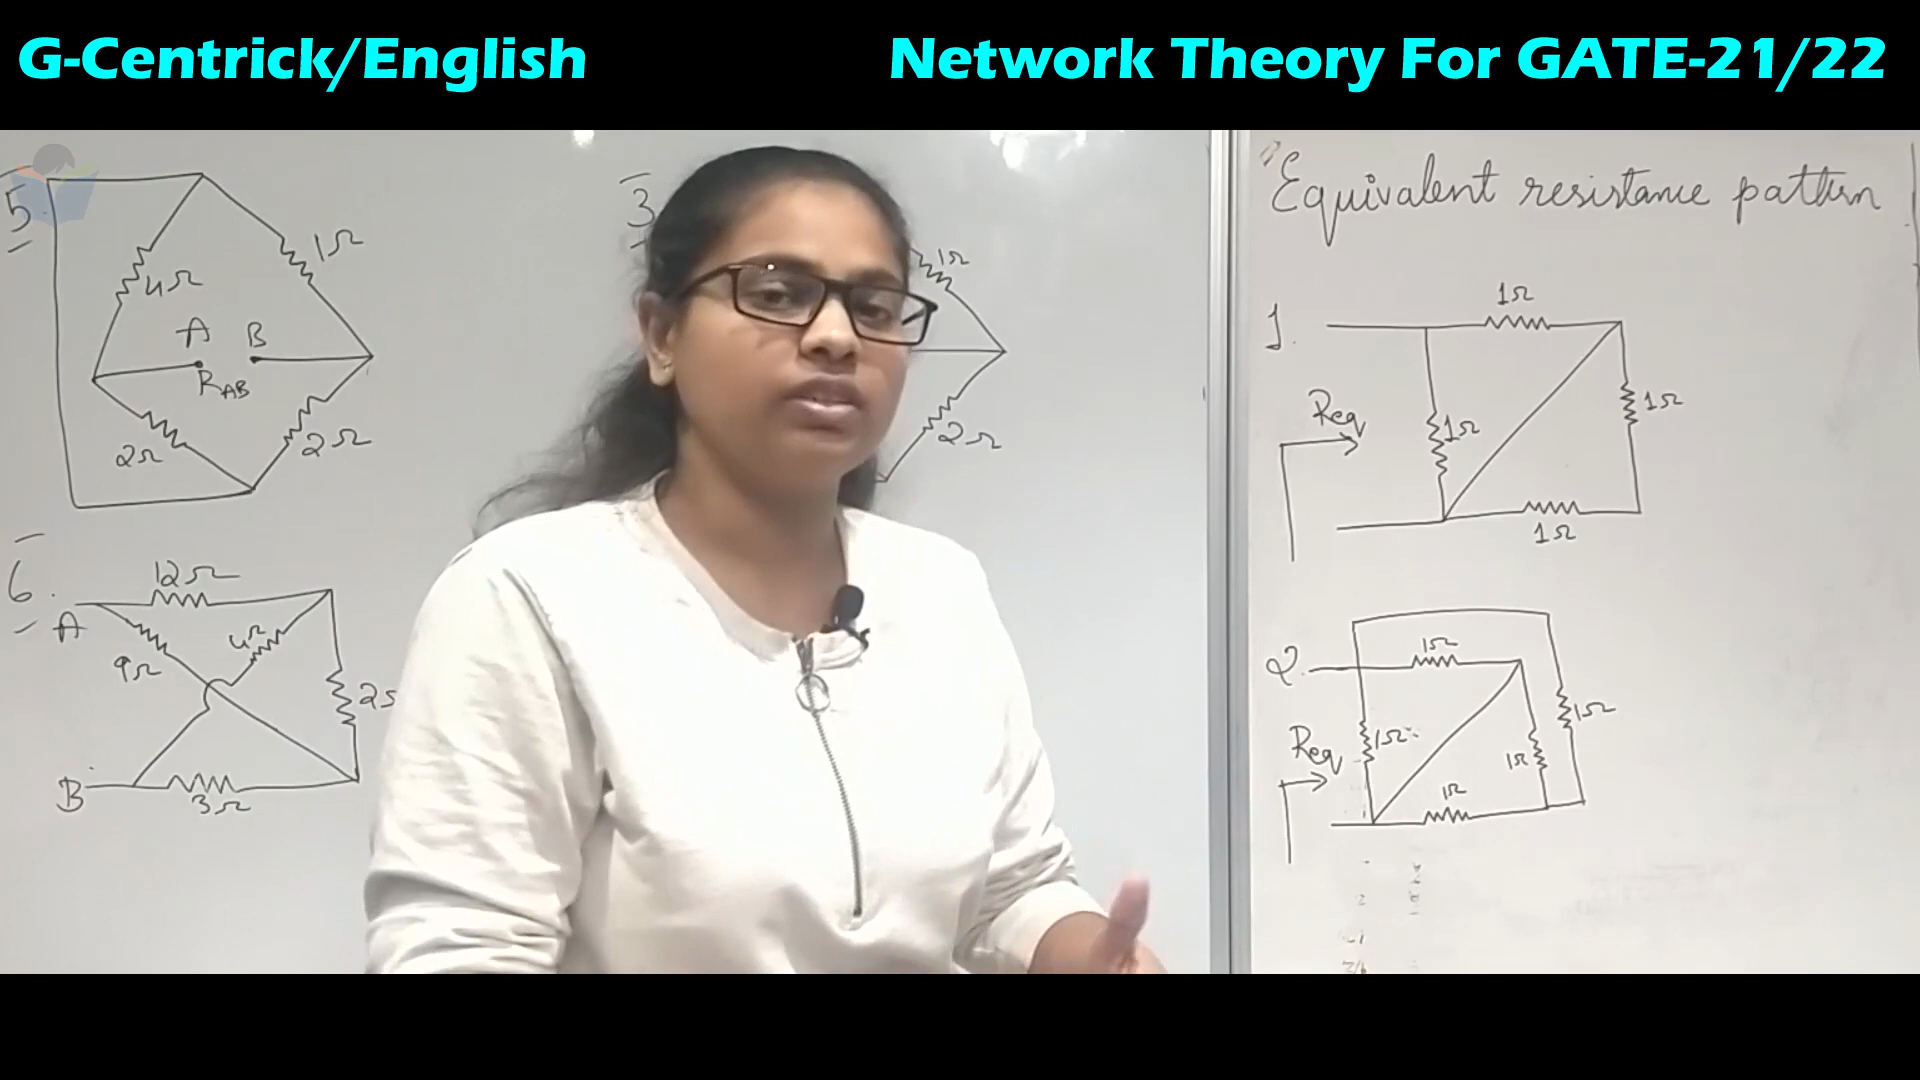 G-Centrick/English
Network Theory For GATE-21/22
5
4Ω
1Ω
A
B
RAB
2Ω
2Ω
6.
12Ω
A
9Ω
4Ω
B
3Ω
3
1Ω
2Ω
Equivalent resistance pattern
1.
1Ω
Req
1Ω
1Ω
1Ω
2.
1Ω
Req
1Ω
1Ω
1Ω
1Ω